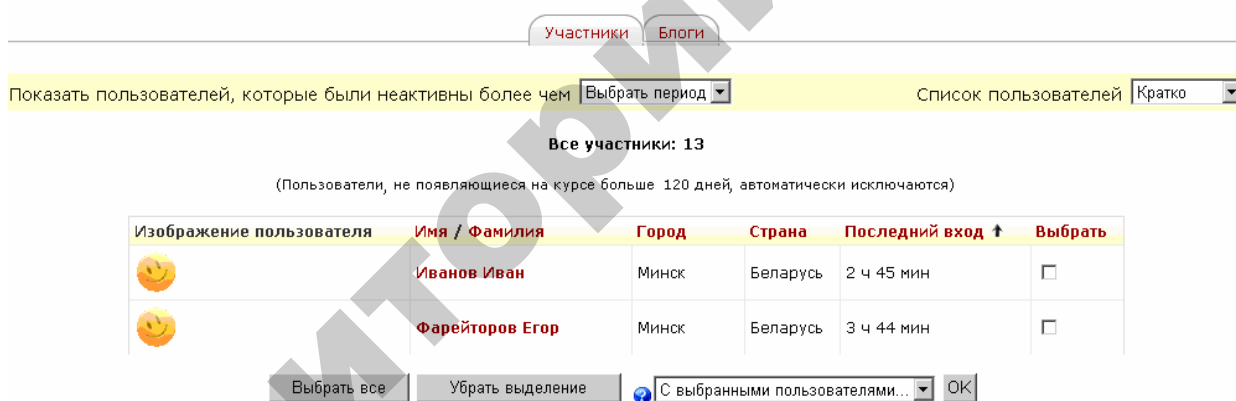 Участники Блоги
Показать пользователей, которые были неактивны более чем Выбрать период Список пользователей Кратко
Все участники: 13
(Пользователи, не появляющиеся на курсе больше 120 дней, автоматически исключаются)
Изображение пользователя Имя / Фамилия Город Страна Последний вход ↑ Выбрать
Иванов Иван Минск Беларусь 2 ч 45 мин
Фарейторов Егор Минск Беларусь 3 ч 44 мин
Выбрать все Убрать выделение ? С выбранными пользователями... OK